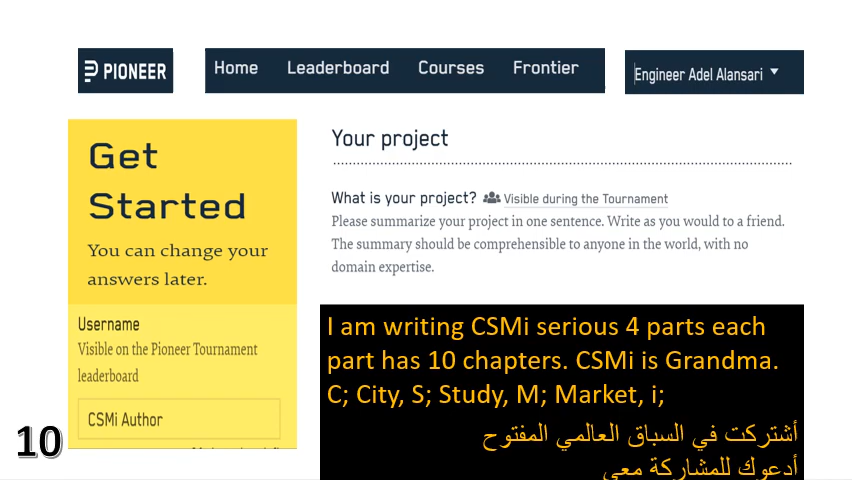 PIONEER
Home Leaderboard Courses Frontier
Engineer Adel Alansari
Get
Started
You can change your
answers later.
Username
Visible on the Pioneer Tournament
leaderboard
CSMi Author
10
Your project
What is your project? Visible during the Tournament
Please summarize your project in one sentence. Write as you would to a friend.
The summary should be comprehensible to anyone in the world, with no
domain expertise.
I am writing CSMi serious 4 parts each
part has 10 chapters. CSMi is Grandma.
C; City, S; Study, M; Market, i;
أشتركت في السباق العالمي المفتوح
أدعوك للمشاركة معي